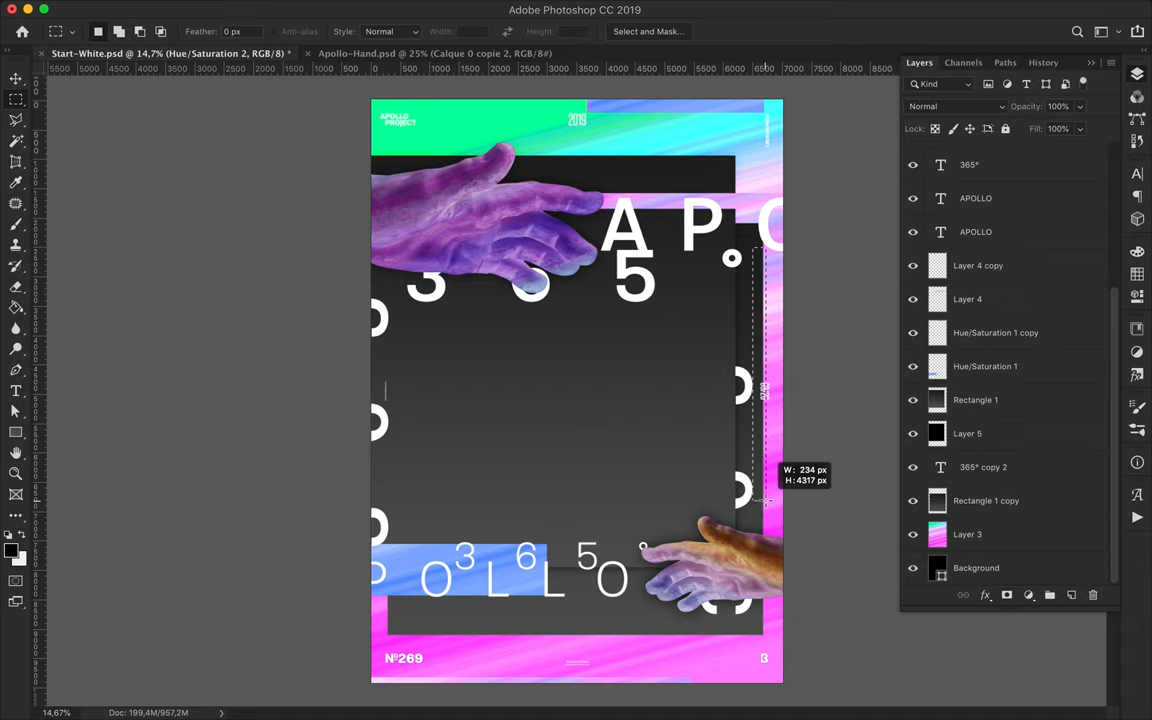 Adobe Photoshop CC 2019
Feather: 0 px
Anti-alias
Style: Normal
Width:
Height:
Select and Mask...
Start-White.psd @ 14,7% (Hue/Saturation 2, RGB/8) *
Apollo-Hand.psd @ 25% (Calque 0 copie 2, RGB/8#)
5500 5000 4500 4000 3500 3000 2500 2000 1500 1000 500 0 500 1000 1500 2000 2500 3000 3500 4000 4500 5000 5500 6000 6500 7000 7500 8000 8500
APOLLO
PROJECT
2019
A P. O
3 6 5
W: 234 px
H: 4317 px
3 6 5 0 °
P O L L O
Nº269
B
Layers Channels Paths History
Kind
Normal
Opacity: 100%
Lock:
Fill: 100%
365°
APOLLO
APOLLO
Layer 4 copy
Layer 4
Hue/Saturation 1 copy
Hue/Saturation 1
Rectangle 1
Layer 5
365° copy 2
Rectangle 1 copy
Layer 3
Background
14,67%
Doc: 199,4M/957,2M